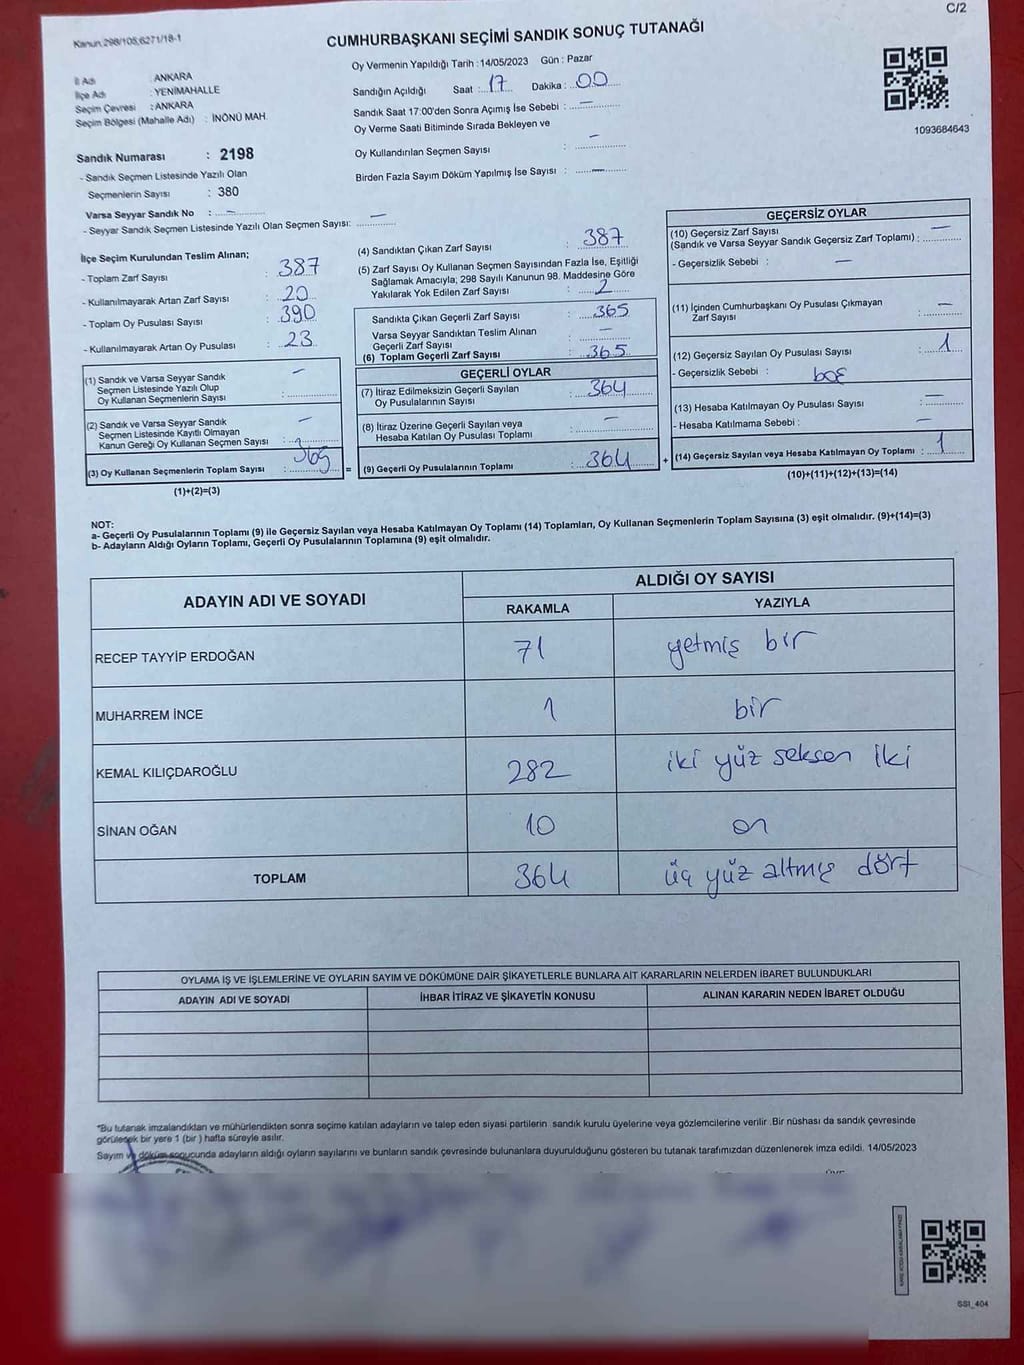 C/2
Kanun,298/105,6271/18-1
CUMHURBAŞKANI SEÇİMİ SANDIK SONUÇ TUTANAĞI
İl Adı : ANKARA
İlçe Adı : YENİMAHALLE
Seçim Çevresi : ANKARA
Seçim Bölgesi (Mahalle Adı) : İNÖNÜ MAH.
Sandık Numarası : 2198
- Sandık Seçmen Listesinde Yazılı Olan
Seçmenlerin Sayısı : 380
Varsa Seyyar Sandık No : –
- Seyyar Sandık Seçmen Listesinde Yazılı Olan Seçmen Sayısı: –
Oy Vermenin Yapıldığı Tarih : 14/05/2023 Gün : Pazar
Sandığın Açıldığı Saat : 17 Dakika : 00
Sandık Saat 17:00'den Sonra Açımış İse Sebebi : –
Oy Verme Saati Bitiminde Sırada Bekleyen ve
Oy Kullandırılan Seçmen Sayısı : –
Birden Fazla Sayım Döküm Yapılmış İse Sayısı : –
1093684643
İlçe Seçim Kurulundan Teslim Alınan;
- Toplam Zarf Sayısı : 387
- Kullanılmayarak Artan Zarf Sayısı : 20
- Toplam Oy Pusulası Sayısı : 390
- Kullanılmayarak Artan Oy Pusulası : 23
(1) Sandık ve Varsa Seyyar Sandık
Seçmen Listesinde Yazılı Olup
Oy Kullanan Seçmenlerin Sayısı : –
(2) Sandık ve Varsa Seyyar Sandık
Seçmen Listesinde Kayıtlı Olmayan
Kanun Gereği Oy Kullanan Seçmen Sayısı : –
(3) Oy Kullanan Seçmenlerin Toplam Sayısı : 365
(1)+(2)=(3)
(4) Sandıktan Çıkan Zarf Sayısı : 387
(5) Zarf Sayısı Oy Kullanan Seçmen Sayısından Fazla İse, Eşitliği
Sağlamak Amacıyla; 298 Sayılı Kanunun 98. Maddesine Göre
Yakılarak Yok Edilen Zarf Sayısı : 2
Sandıkta Çıkan Geçerli Zarf Sayısı : 365
Varsa Seyyar Sandıktan Teslim Alınan
Geçerli Zarf Sayısı : –
(6) Toplam Geçerli Zarf Sayısı : 365
GEÇERLİ OYLAR
(7) İtiraz Edilmeksizin Geçerli Sayılan
Oy Pusulalarının Sayısı : 364
(8) İtiraz Üzerine Geçerli Sayılan veya
Hesaba Katılan Oy Pusulaları Toplamı : –
= (9) Geçerli Oy Pusulalarının Toplamı : 364 +
GEÇERSİZ OYLAR
(10) Geçersiz Zarf Sayısı
(Sandık ve Varsa Seyyar Sandık Geçersiz Zarf Toplamı) : –
- Geçersizlik Sebebi : –
(11) İçinden Cumhurbaşkanı Oy Pusulası Çıkmayan
Zarf Sayısı : –
(12) Geçersiz Sayılan Oy Pusulası Sayısı : 1
- Geçersizlik Sebebi : boş
(13) Hesaba Katılmayan Oy Pusulası Sayısı : –
- Hesaba Katılmama Sebebi : –
(14) Geçersiz Sayılan veya Hesaba Katılmayan Oy Toplamı : 1
(10)+(11)+(12)+(13)=(14)
NOT:
a- Geçerli Oy Pusulalarının Toplamı (9) ile Geçersiz Sayılan veya Hesaba Katılmayan Oy Toplamı (14) Toplamları, Oy Kullanan Seçmenlerin Toplam Sayısına (3) eşit olmalıdır. (9)+(14)=(3)
b- Adayların Aldığı Oyların Toplamı, Geçerli Oy Pusulalarının Toplamına (9) eşit olmalıdır.
ADAYIN ADI VE SOYADI ALDIĞI OY SAYISI
RAKAMLA YAZIYLA
RECEP TAYYİP ERDOĞAN 71 yetmiş bir
MUHARREM İNCE 1 bir
KEMAL KILIÇDAROĞLU 282 iki yüz seksen iki
SİNAN OĞAN 10 on
TOPLAM 364 üç yüz altmış dört
OYLAMA İŞ VE İŞLEMLERİNE VE OYLARIN SAYIM VE DÖKÜMÜNE DAİR ŞİKAYETLERLE BUNLARA AİT KARARLARIN NELERDEN İBARET BULUNDUKLARI
ADAYIN ADI VE SOYADI İHBAR İTİRAZ VE ŞİKAYETİN KONUSU ALINAN KARARIN NEDEN İBARET OLDUĞU
*Bu tutanak imzalandıktan ve mühürlendikten sonra seçime katılan adayların ve talep eden siyasi partilerin sandık kurulu üyelerine veya gözlemcilerine verilir .Bir nüshası da sandık çevresinde
görülecek bir yere 1 (bir ) hafta süreyle asılır.
Sayım ve döküm sonucunda adayların aldığı oyların sayılarını ve bunların sandık çevresinde bulunanlara duyurulduğunu gösteren bu tutanak tarafımızdan düzenlenerek imza edildi. 14/05/2023
SSI_404